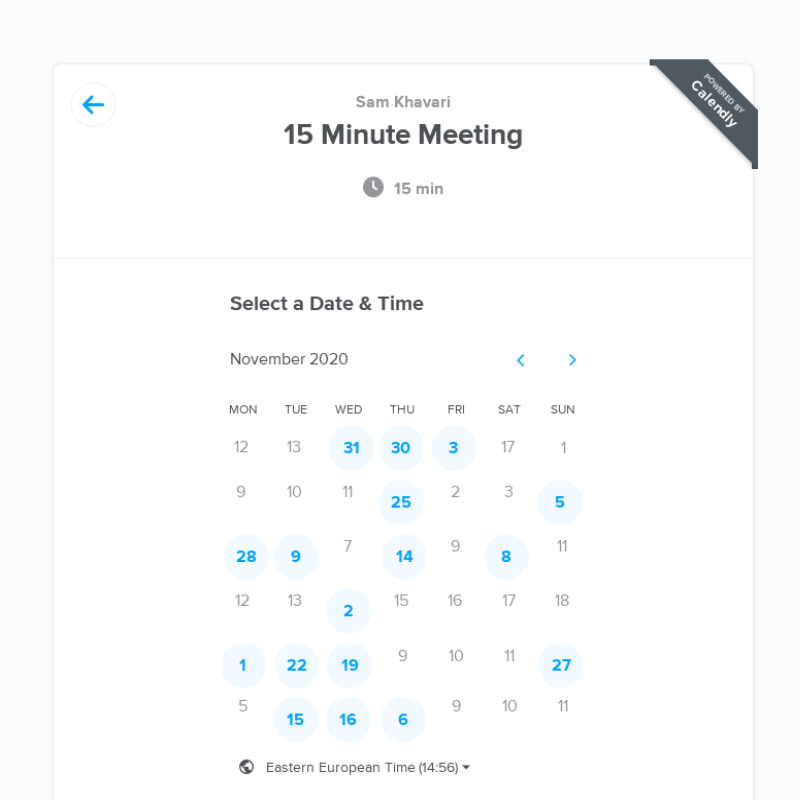 POWERED BY
Calendly
Sam Khavari
15 Minute Meeting
15 min
Select a Date & Time
November 2020
MON TUE WED THU FRI SAT SUN
12 13 31 30 3 17 1
9 10 11 25 2 3 5
28 9 7 14 9 8 11
12 13 2 15 16 17 18
1 22 19 9 10 11 27
5 15 16 6 9 10 11
Eastern European Time (14:56)